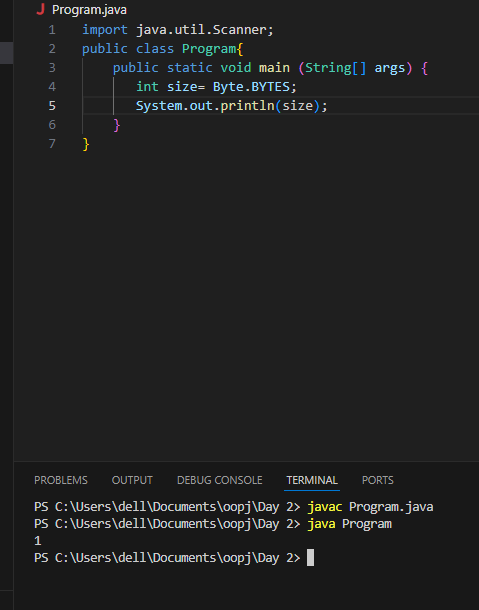 J Program.java
1 import java.util.Scanner;
2 public class Program{
3     public static void main (String[] args) {
4        int size= Byte.BYTES;
5        System.out.println(size);
6     }
7 }
PROBLEMS OUTPUT DEBUG CONSOLE TERMINAL PORTS
PS C:\Users\dell\Documents\oopj\Day 2> javac Program.java
PS C:\Users\dell\Documents\oopj\Day 2> java Program
1
PS C:\Users\dell\Documents\oopj\Day 2>